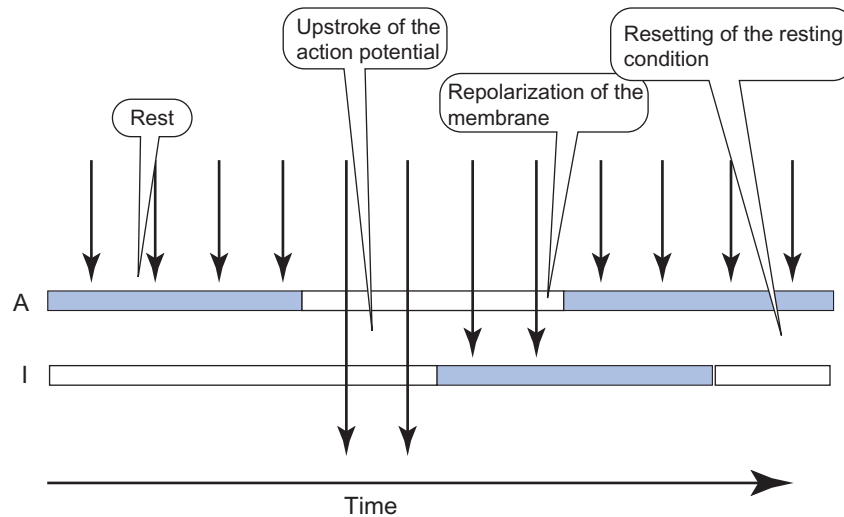 Upstroke of the
action potential
Resetting of the resting
condition
Repolarization of the
membrane
Rest
A
I
Time